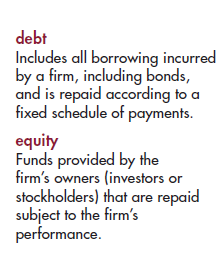 debt
Includes all borrowing incurred
by a firm, including bonds,
and is repaid according to a
fixed schedule of payments.
equity
Funds provided by the
firm's owners (investors or
stockholders) that are repaid
subject to the firm's
performance.